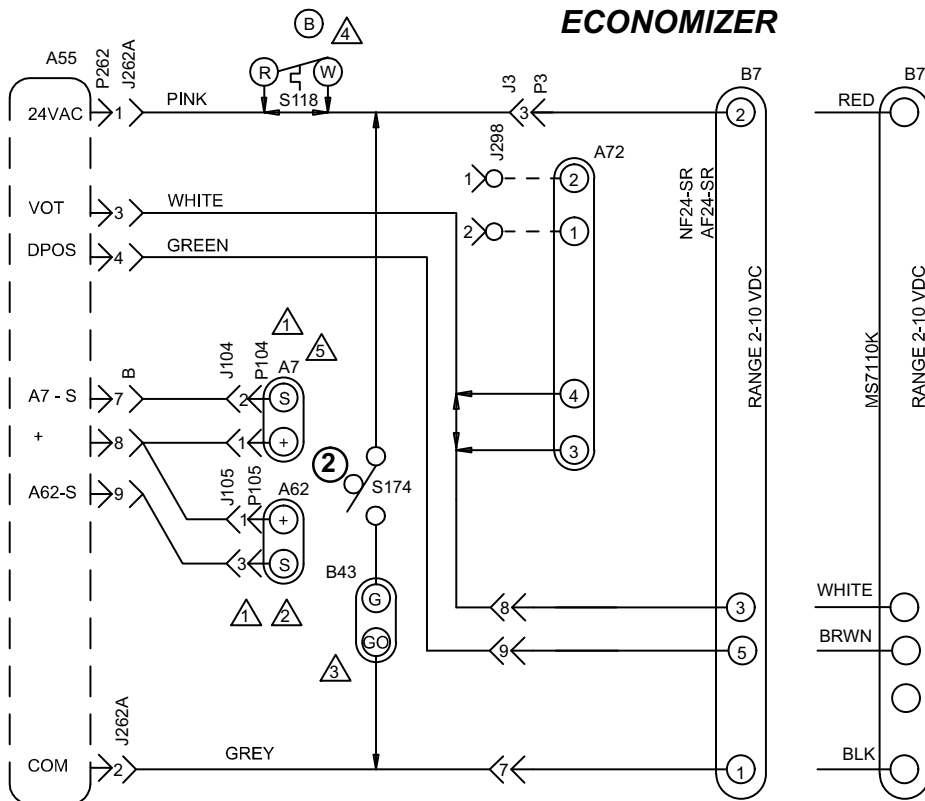 ECONOMIZER
B
4
A55
P262
J262A
R
W
J3
P3
B7
B7
24VAC
1
PINK
S118
3
2
RED
J298
A72
1
2
VOT
3
WHITE
2
1
DPOS
4
GREEN
NF24-SR
AF24-SR
RANGE 2-10 VDC
MS7110K
RANGE 2-10 VDC
1
5
B
J104
P104
A7
A7 - S
7
2
S
4
+
8
1
+
3
2
S174
J105
P105
A62
A62-S
9
1
+
3
S
B43
G
GO
1
2
3
8
3
WHITE
9
5
BRWN
J262A
COM
2
GREY
7
1
BLK